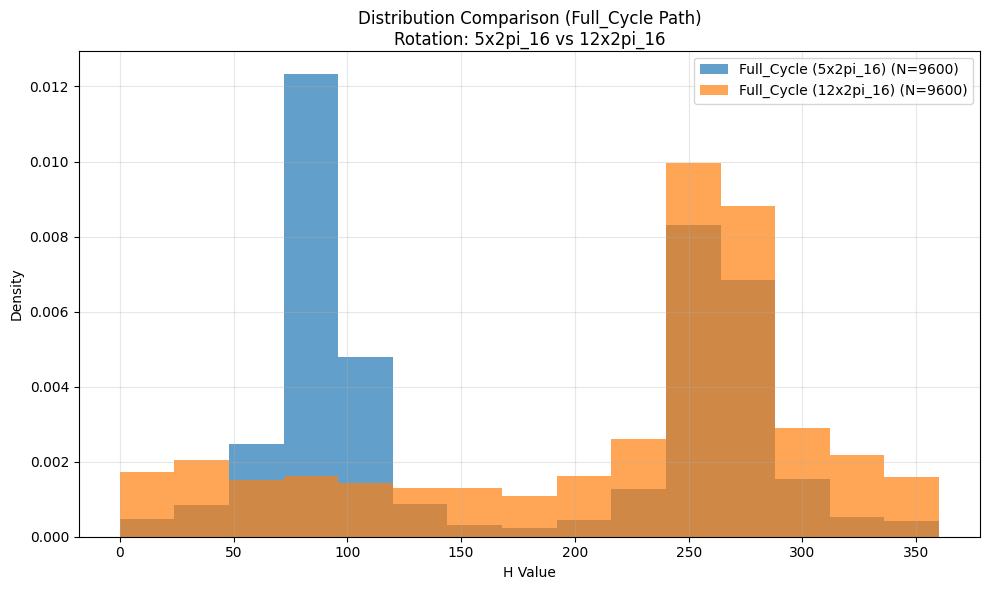 Distribution Comparison (Full_Cycle Path)
Rotation: 5x2pi_16 vs 12x2pi_16
Full_Cycle (5x2pi_16) (N=9600)
Full_Cycle (12x2pi_16) (N=9600)
Density
0.012
0.010
0.008
0.006
0.004
0.002
0.000
0 50 100 150 200 250 300 350
H Value